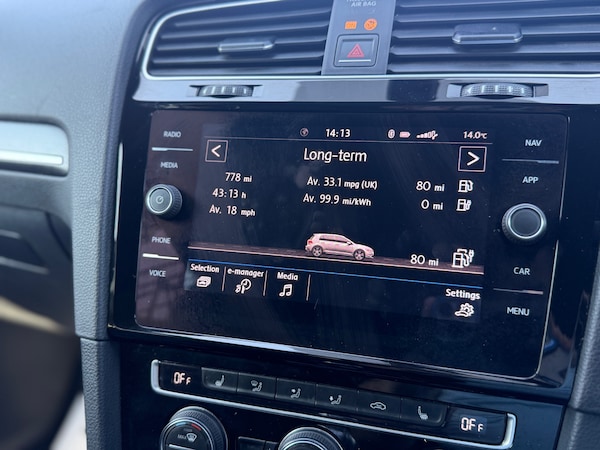 AIR BAG
RADIO
MEDIA
PHONE
VOICE
14:13
14.0°C
Long-term
778 mi
43:13 h
Av. 18 mph
Av. 33.1 mpg (UK)
Av. 99.9 mi/kWh
80 mi
0 mi
80 mi
Selection
e-manager
Media
Settings
NAV
APP
CAR
MENU
OFF
OFF
MAX